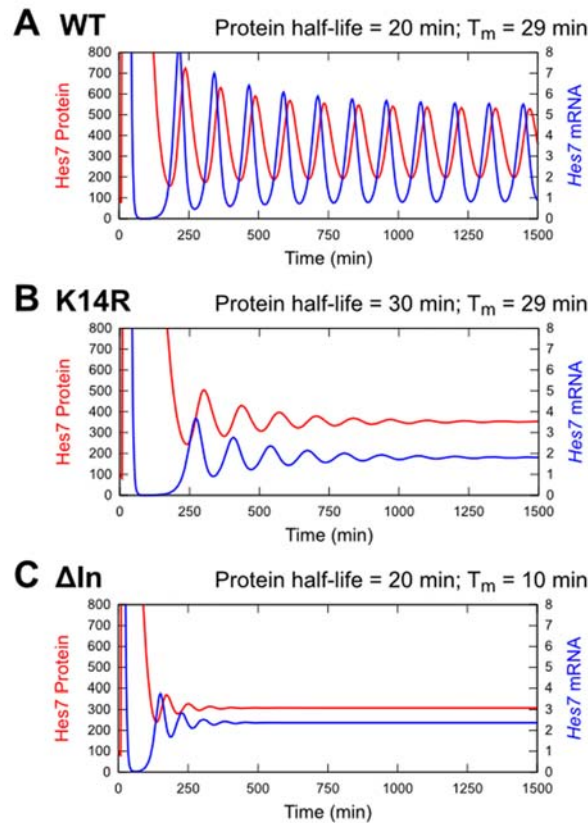 A WT Protein half-life = 20 min; Tm = 29 min
800 8
700 7
600 6
500 5
400 4
300 3
200 2
100 1
0 0
Hes7 Protein
Hes7 mRNA
0 250 500 750 1000 1250 1500
Time (min)
B K14R Protein half-life = 30 min; Tm = 29 min
800 8
700 7
600 6
500 5
400 4
300 3
200 2
100 1
0 0
Hes7 Protein
Hes7 mRNA
0 250 500 750 1000 1250 1500
Time (min)
C ΔIn Protein half-life = 20 min; Tm = 10 min
800 8
700 7
600 6
500 5
400 4
300 3
200 2
100 1
0 0
Hes7 Protein
Hes7 mRNA
0 250 500 750 1000 1250 1500
Time (min)